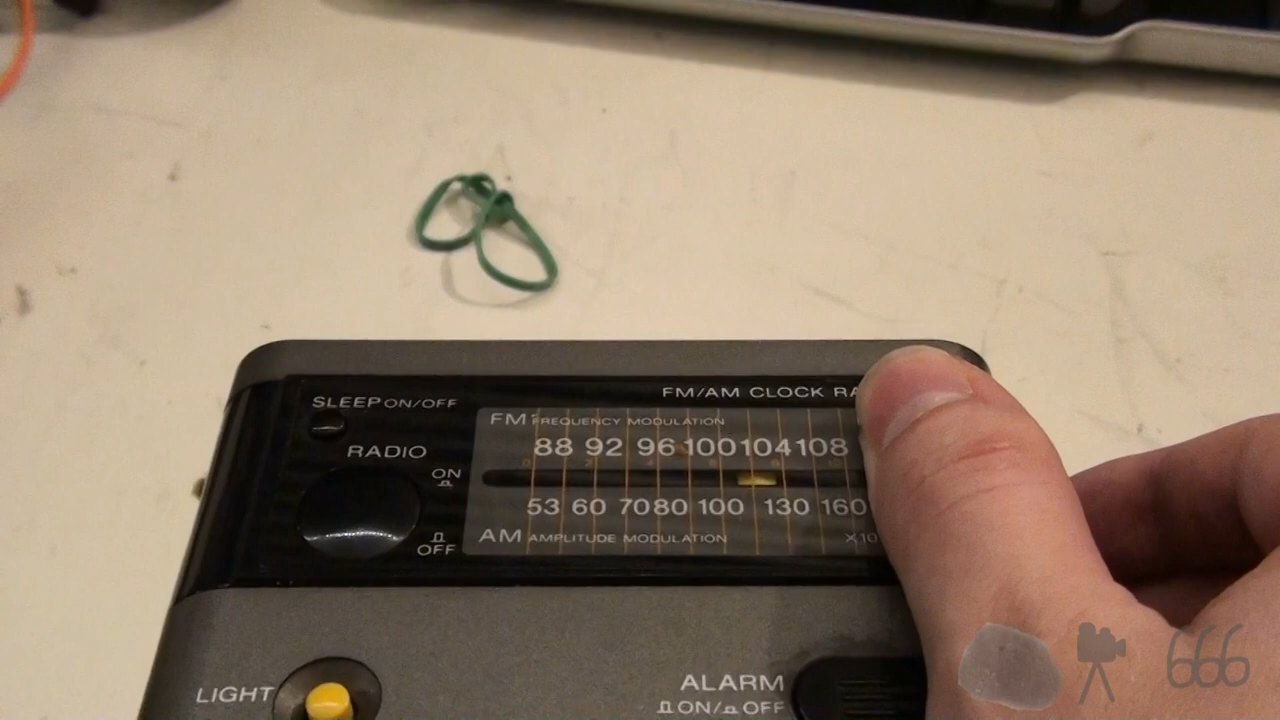 FM/AM CLOCK RA
SLEEP ON/OFF
FM FREQUENCY MODULATION
RADIO
88 92 96 100 104 108
ON
53 60 70 80 100 130 160
OFF
AM AMPLITUDE MODULATION X10
LIGHT
ALARM
ON/ OFF
666